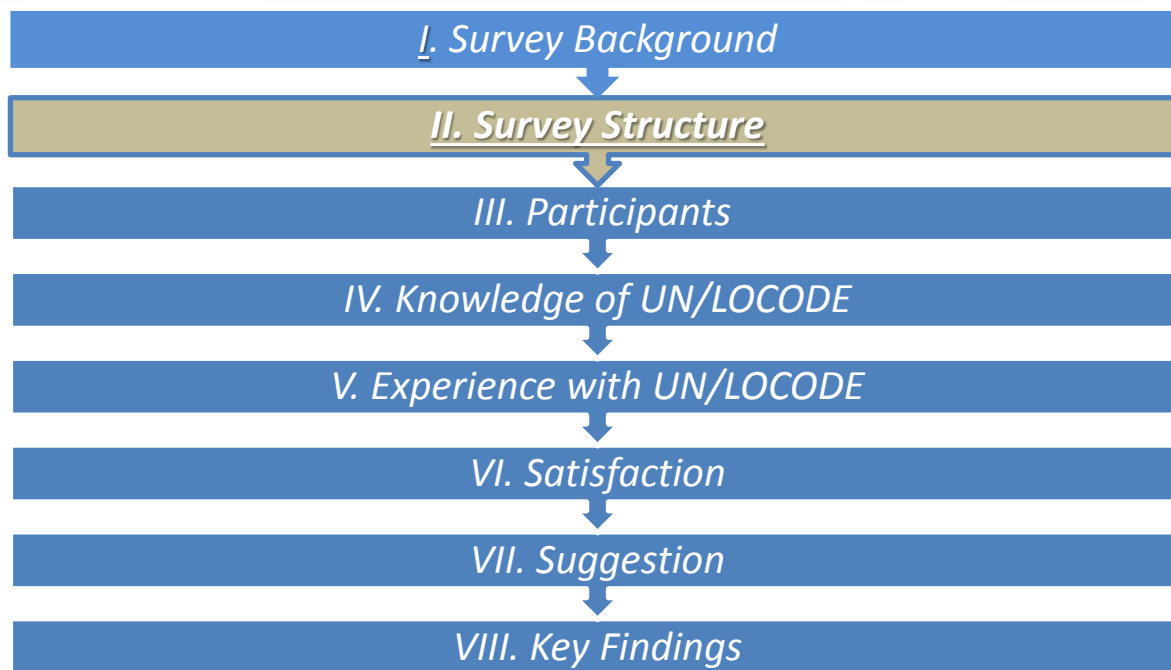 I. Survey Background
II. Survey Structure
III. Participants
IV. Knowledge of UN/LOCODE
V. Experience with UN/LOCODE
VI. Satisfaction
VII. Suggestion
VIII. Key Findings